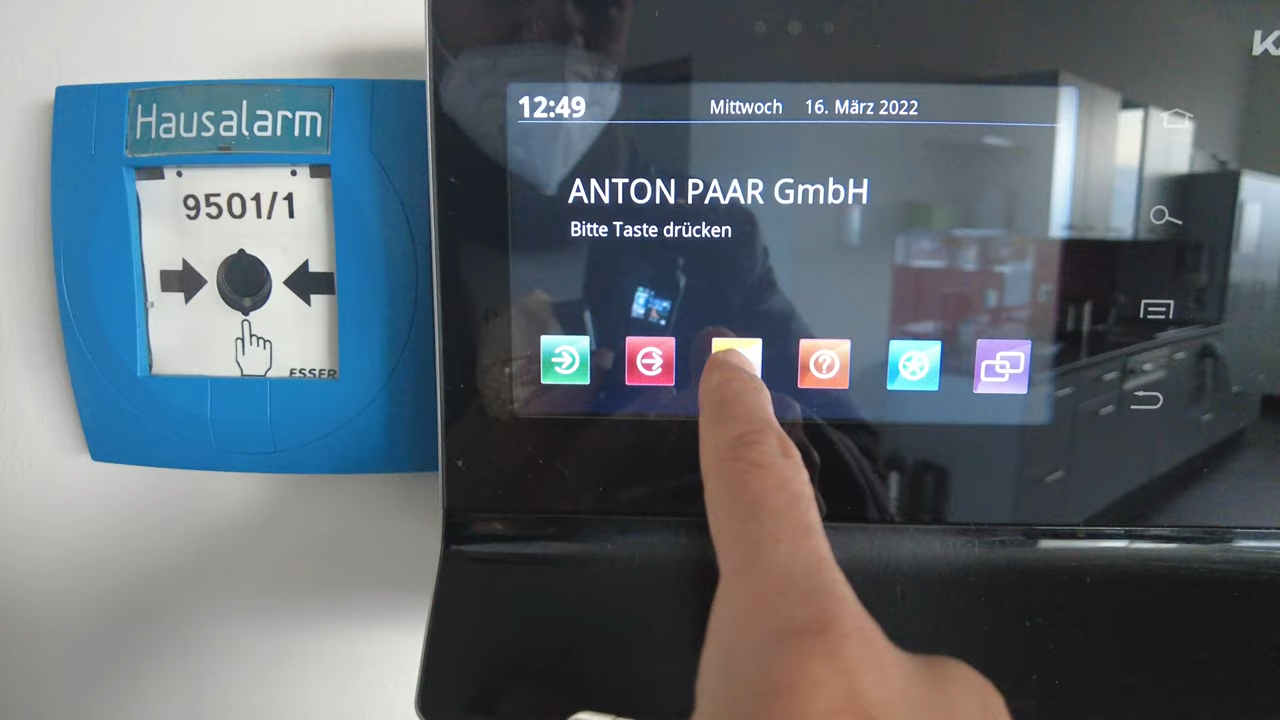 Hausalarm
9501/1
ESSER
12:49 Mittwoch 16. März 2022
ANTON PAAR GmbH
Bitte Taste drücken